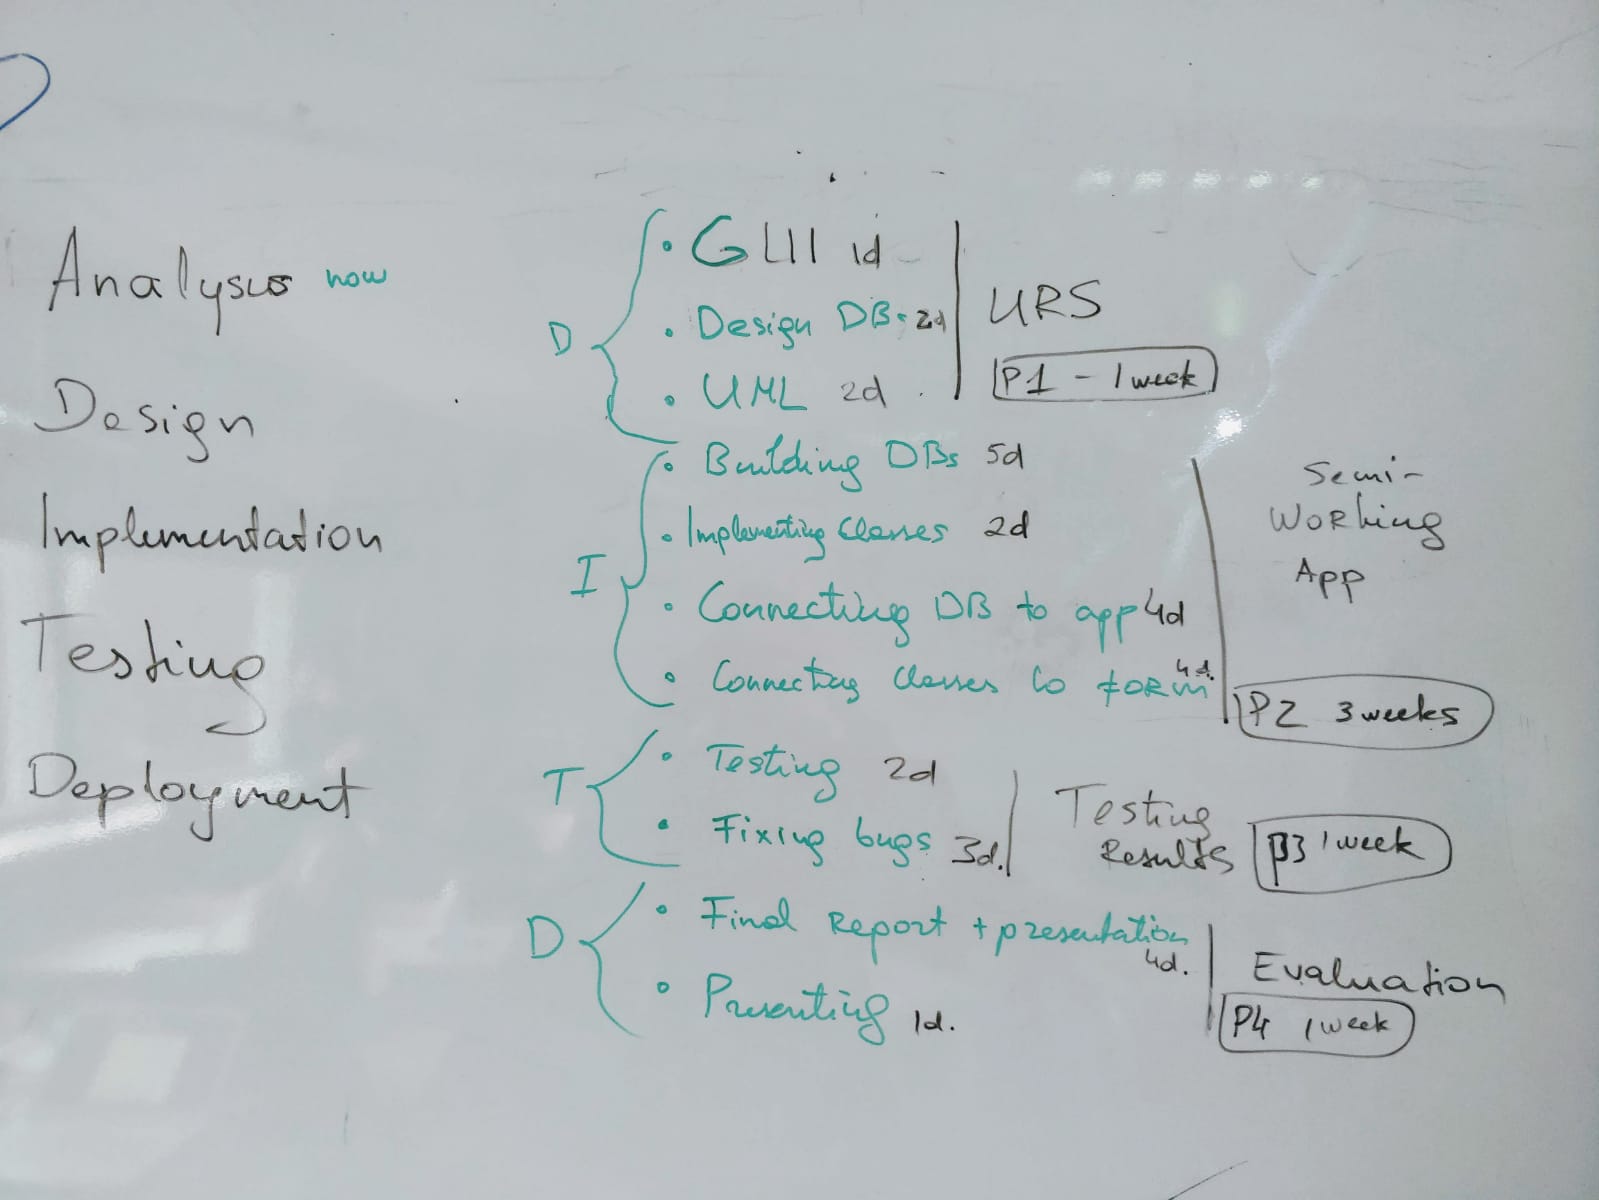 Analysis now
Design
Implementation
Testing
Deployment
D
• GUI 1d
• Design DB. 2d
• UML 2d
URS
P1 - 1 week
I
• Building DBs 5d
• Implementing Classes 2d
• Connecting DB to app 4d
• Connecting Classes to form 4d.
Semi-
Working
App
P2 3 weeks
T
• Testing 2d
• Fixing bugs 3d.
Testing
Results
P3 1 week
D
• Final Report + presentation
4d.
• Presenting 1d.
Evaluation
P4 1 week